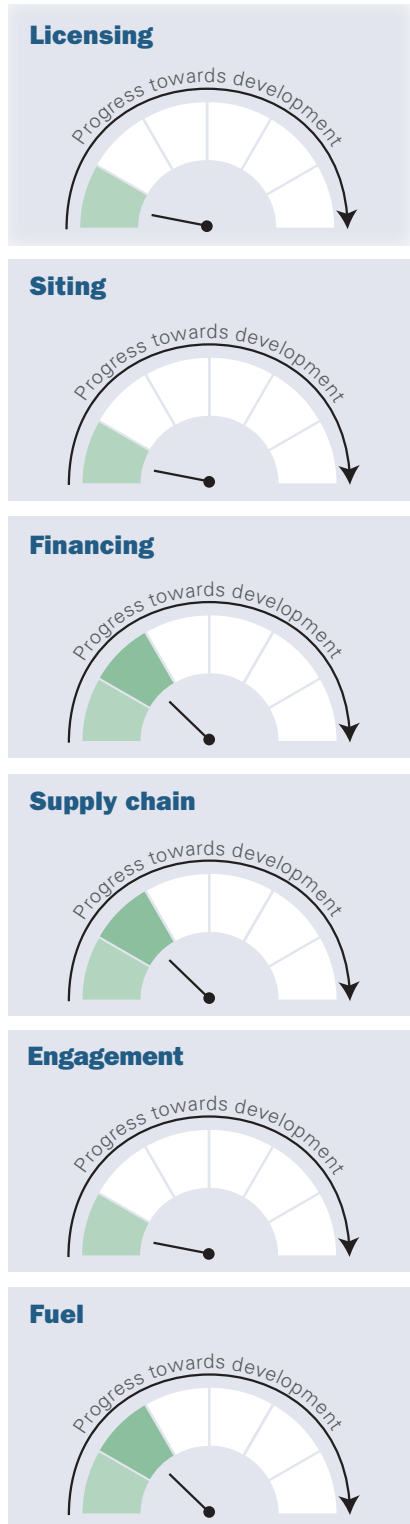 Licensing
Progress towards development
Siting
Progress towards development
Financing
Progress towards development
Supply chain
Progress towards development
Engagement
Progress towards development
Fuel
Progress towards development